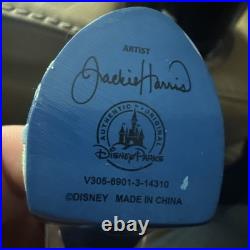 ARTIST
Jackie Harris
AUTHENTIC • ORIGINAL
Disney Parks
V305-6901-3-14310
©DISNEY MADE IN CHINA